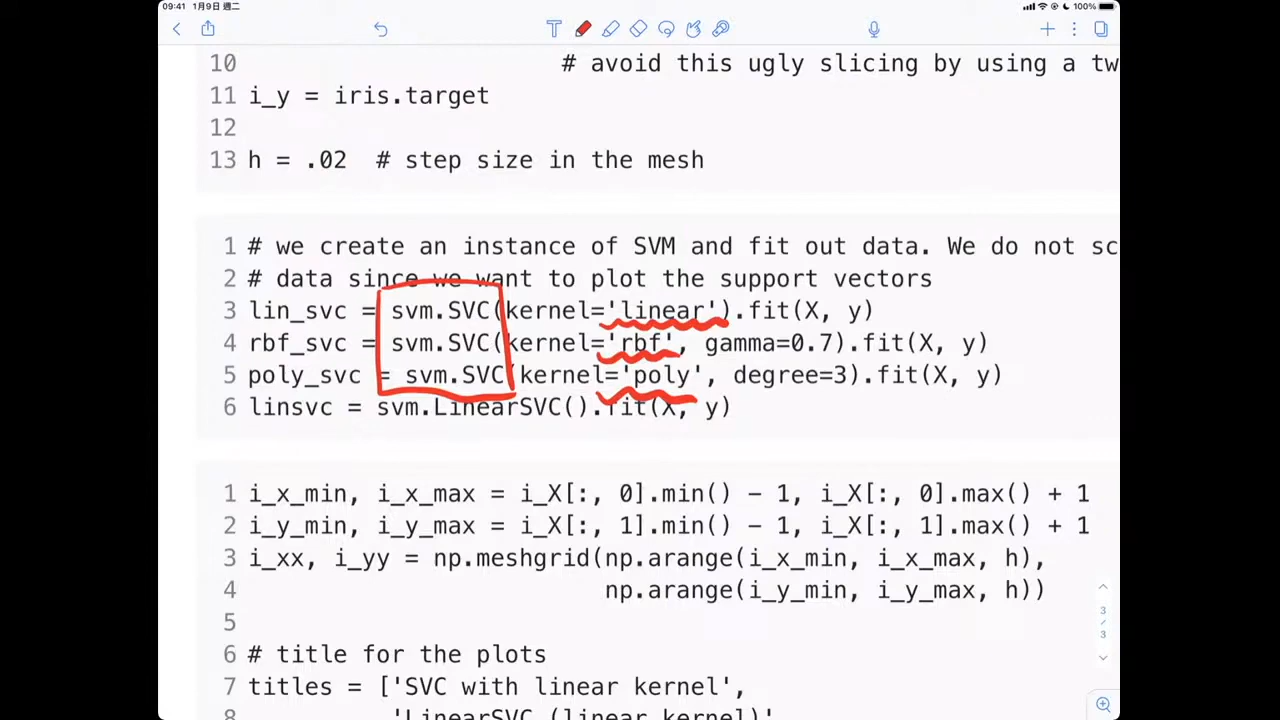 09:41 1月9日 週二
100%
T
10 # avoid this ugly slicing by using a tw
11 i_y = iris.target
12
13 h = .02 # step size in the mesh
1 # we create an instance of SVM and fit out data. We do not sc
2 # data since we want to plot the support vectors
3 lin_svc = svm.SVC(kernel='linear').fit(X, y)
4 rbf_svc = svm.SVC(kernel='rbf', gamma=0.7).fit(X, y)
5 poly_svc = svm.SVC(kernel='poly', degree=3).fit(X, y)
6 linsvc = svm.LinearSVC().fit(X, y)
1 i_x_min, i_x_max = i_X[:, 0].min() - 1, i_X[:, 0].max() + 1
2 i_y_min, i_y_max = i_X[:, 1].min() - 1, i_X[:, 1].max() + 1
3 i_xx, i_yy = np.meshgrid(np.arange(i_x_min, i_x_max, h),
4 np.arange(i_y_min, i_y_max, h))
5
6 # title for the plots
7 titles = ['SVC with linear kernel',
8 'LinearSVC (linear kernel)'
3
/
3